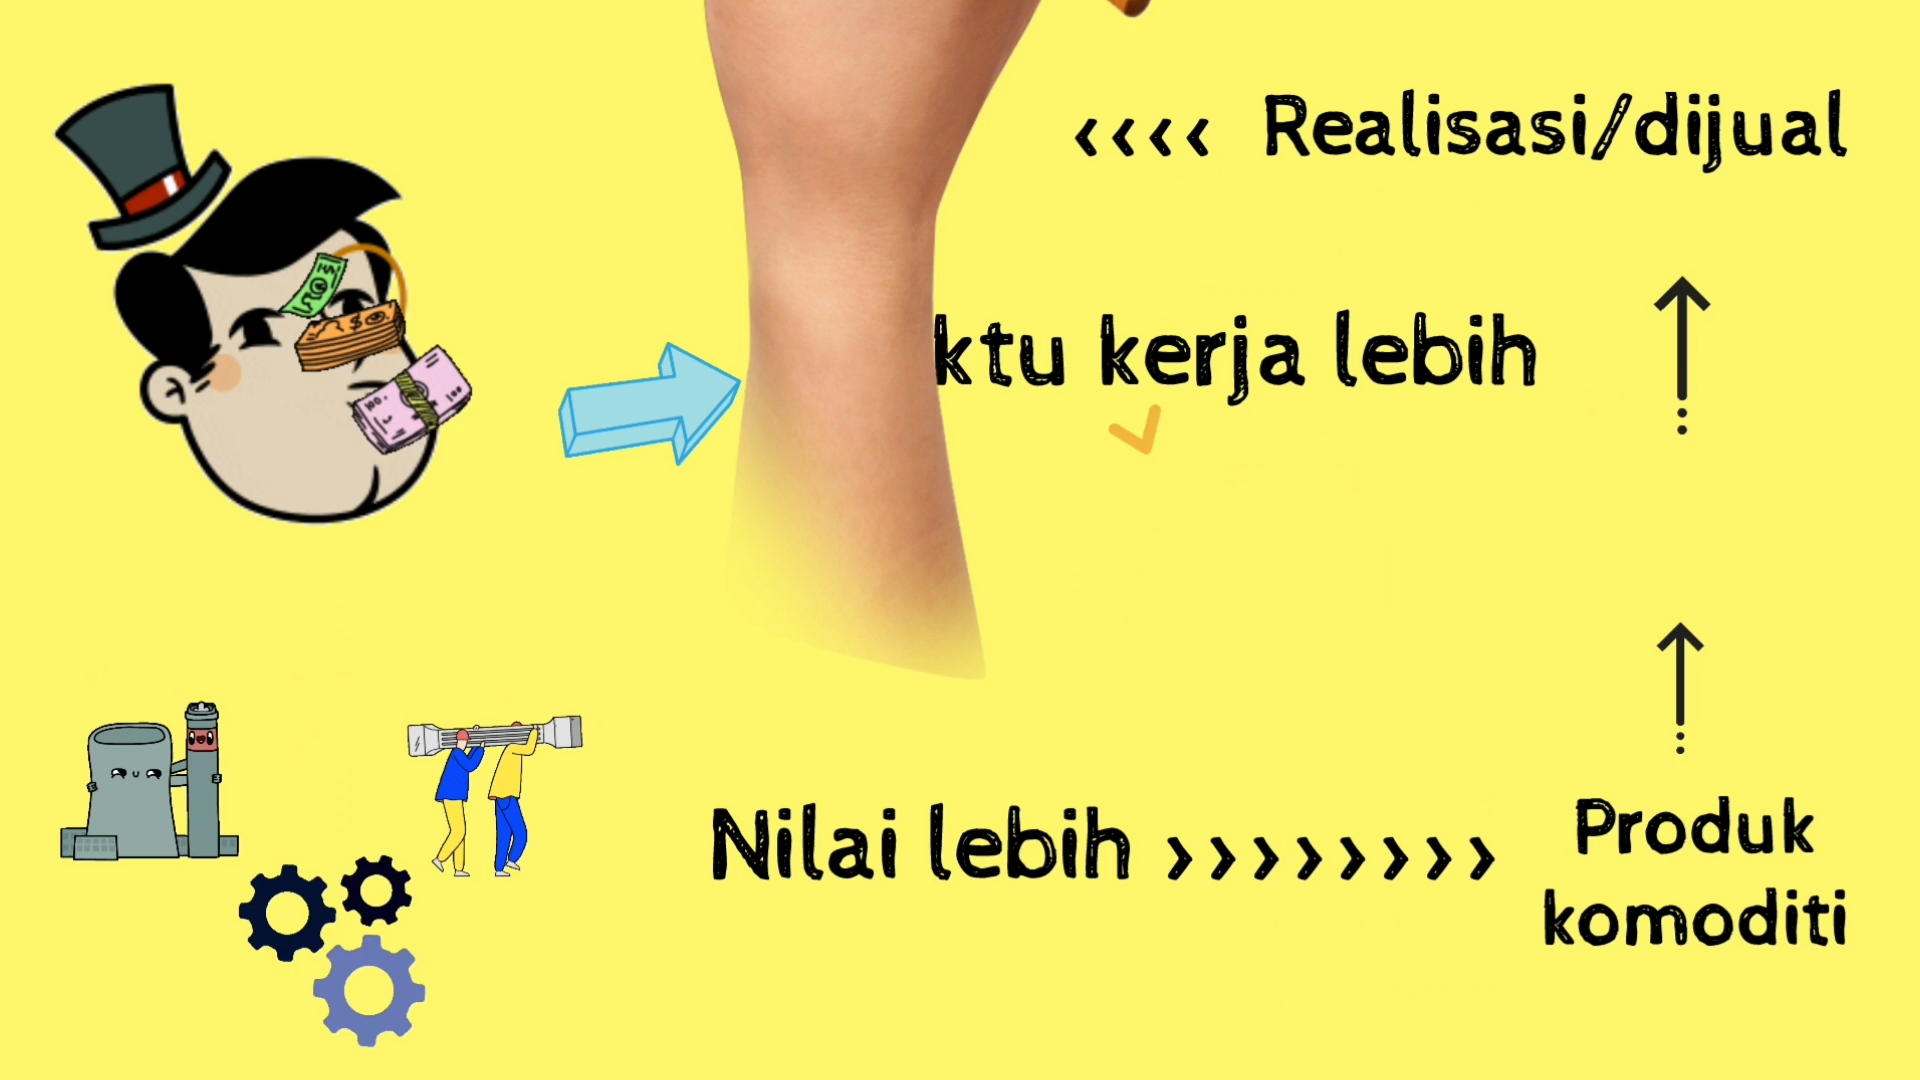 ‹‹‹‹ Realisasi/dijual
ktu kerja lebih
Nilai lebih ››››››››
Produk
komoditi